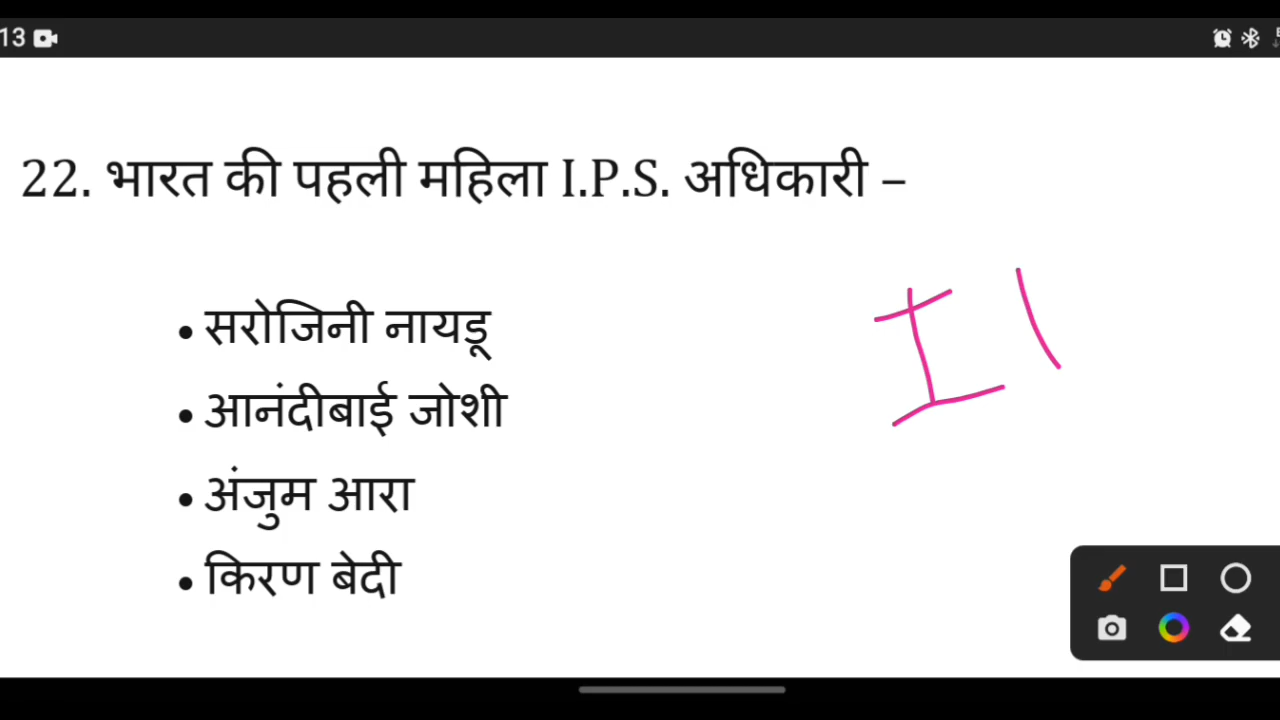 13
22. भारत की पहली महिला I.P.S. अधिकारी –
• सरोजिनी नायडू
• आनंदीबाई जोशी
• अंजुम आरा
• किरण बेदी
I